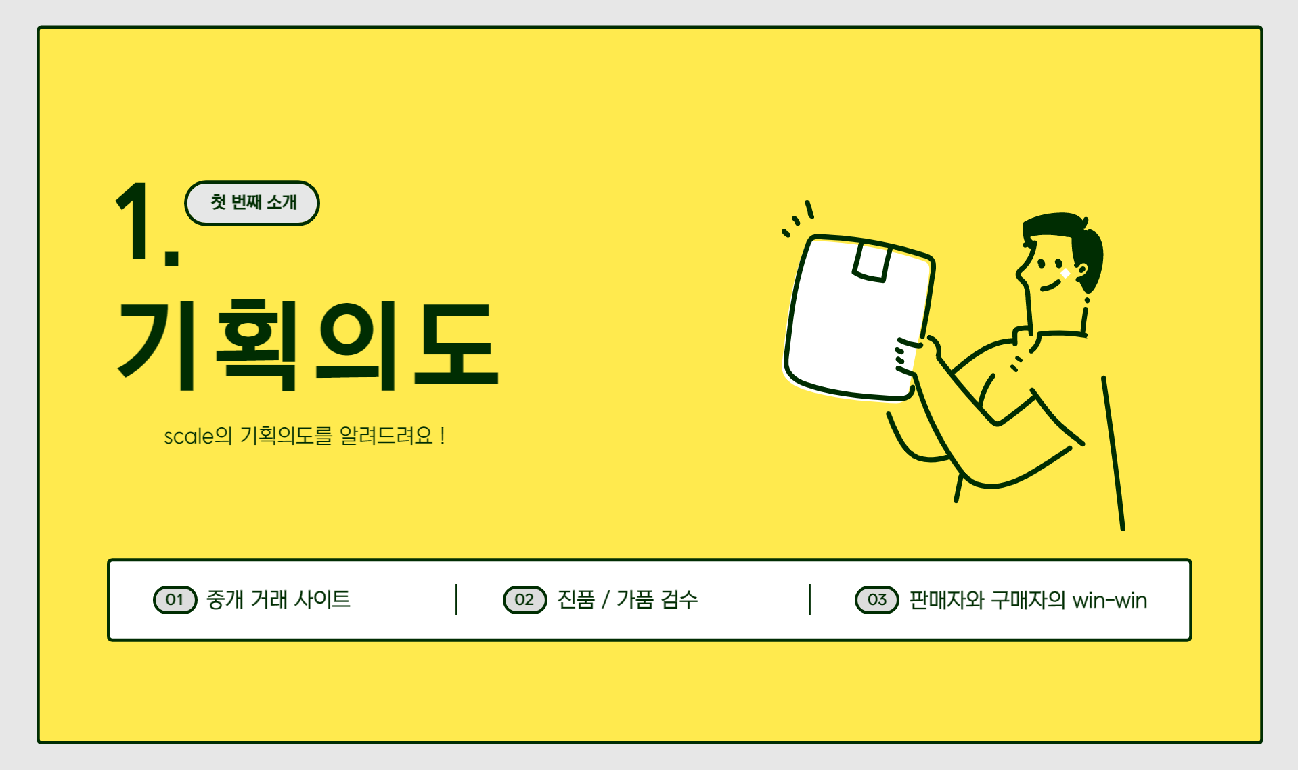 1.
첫 번째 소개
기획의도
scale의 기획의도를 알려드려요 !
01 중개 거래 사이트
02 진품 / 가품 검수
03 판매자와 구매자의 win-win